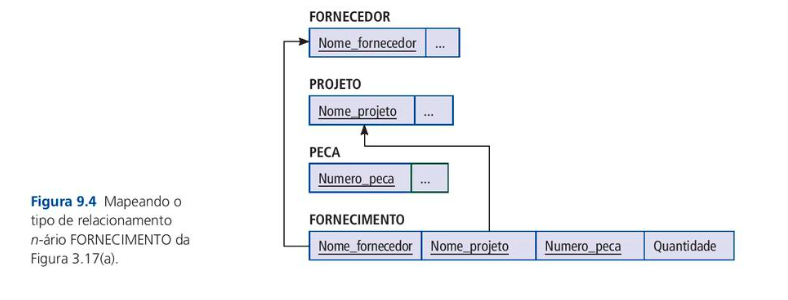 FORNECEDOR
Nome_fornecedor ...
PROJETO
Nome_projeto ...
PECA
Numero_peca ...
FORNECIMENTO
Nome_fornecedor Nome_projeto Numero_peca Quantidade
Figura 9.4 Mapeando o
tipo de relacionamento
n-ário FORNECIMENTO da
Figura 3.17(a).